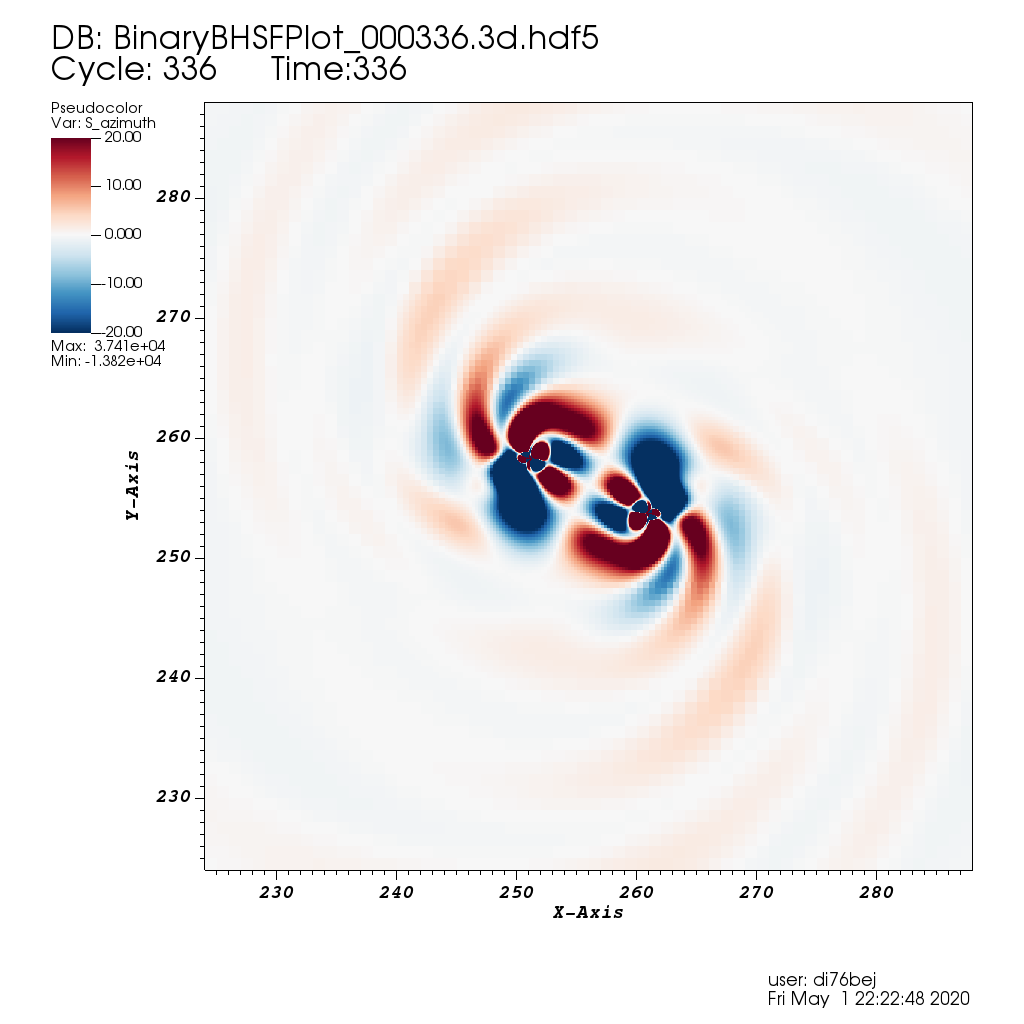 DB: BinaryBHSFPlot_000336.3d.hdf5
Cycle: 336 Time:336
Pseudocolor
Var: S_azimuth
20.00
10.00
0.000
-10.00
-20.00
Max: 3.741e+04
Min: -1.382e+04
280
270
260
250
240
230
Y-Axis
230 240 250 260 270 280
X-Axis
user: di76bej
Fri May 1 22:22:48 2020